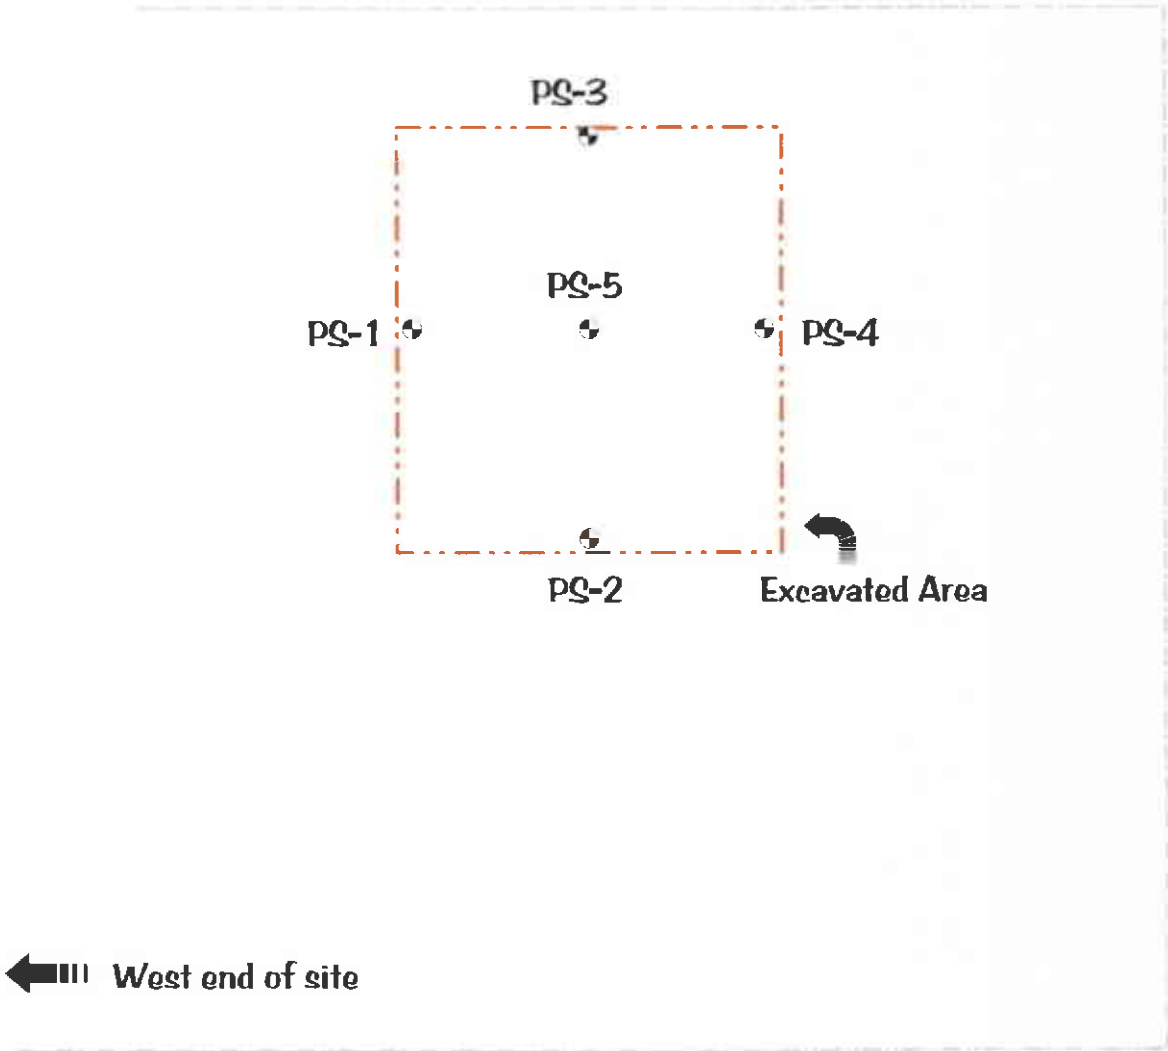 PS-3
PS-5
PS-1
PS-4
PS-2
Excavated Area
West end of site